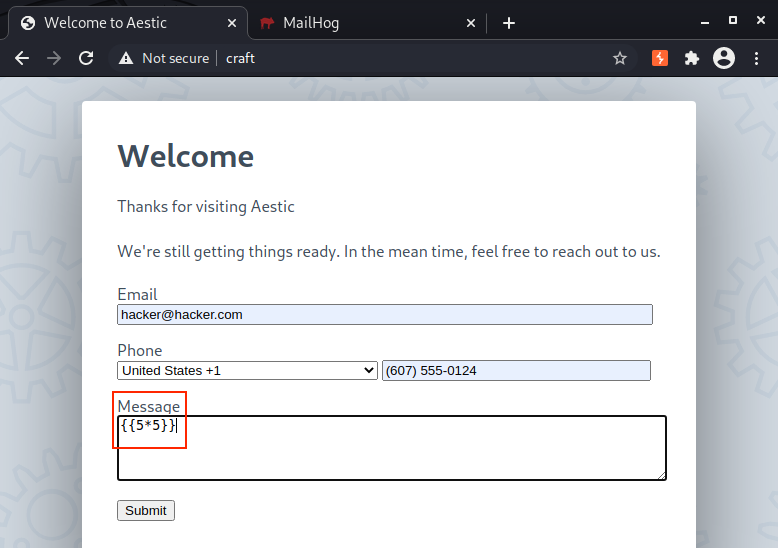 Welcome to Aestic MailHog
Not secure craft
Welcome
Thanks for visiting Aestic
We're still getting things ready. In the mean time, feel free to reach out to us.
Email
hacker@hacker.com
Phone
United States +1 (607) 555-0124
Message
{{5*5}}
Submit